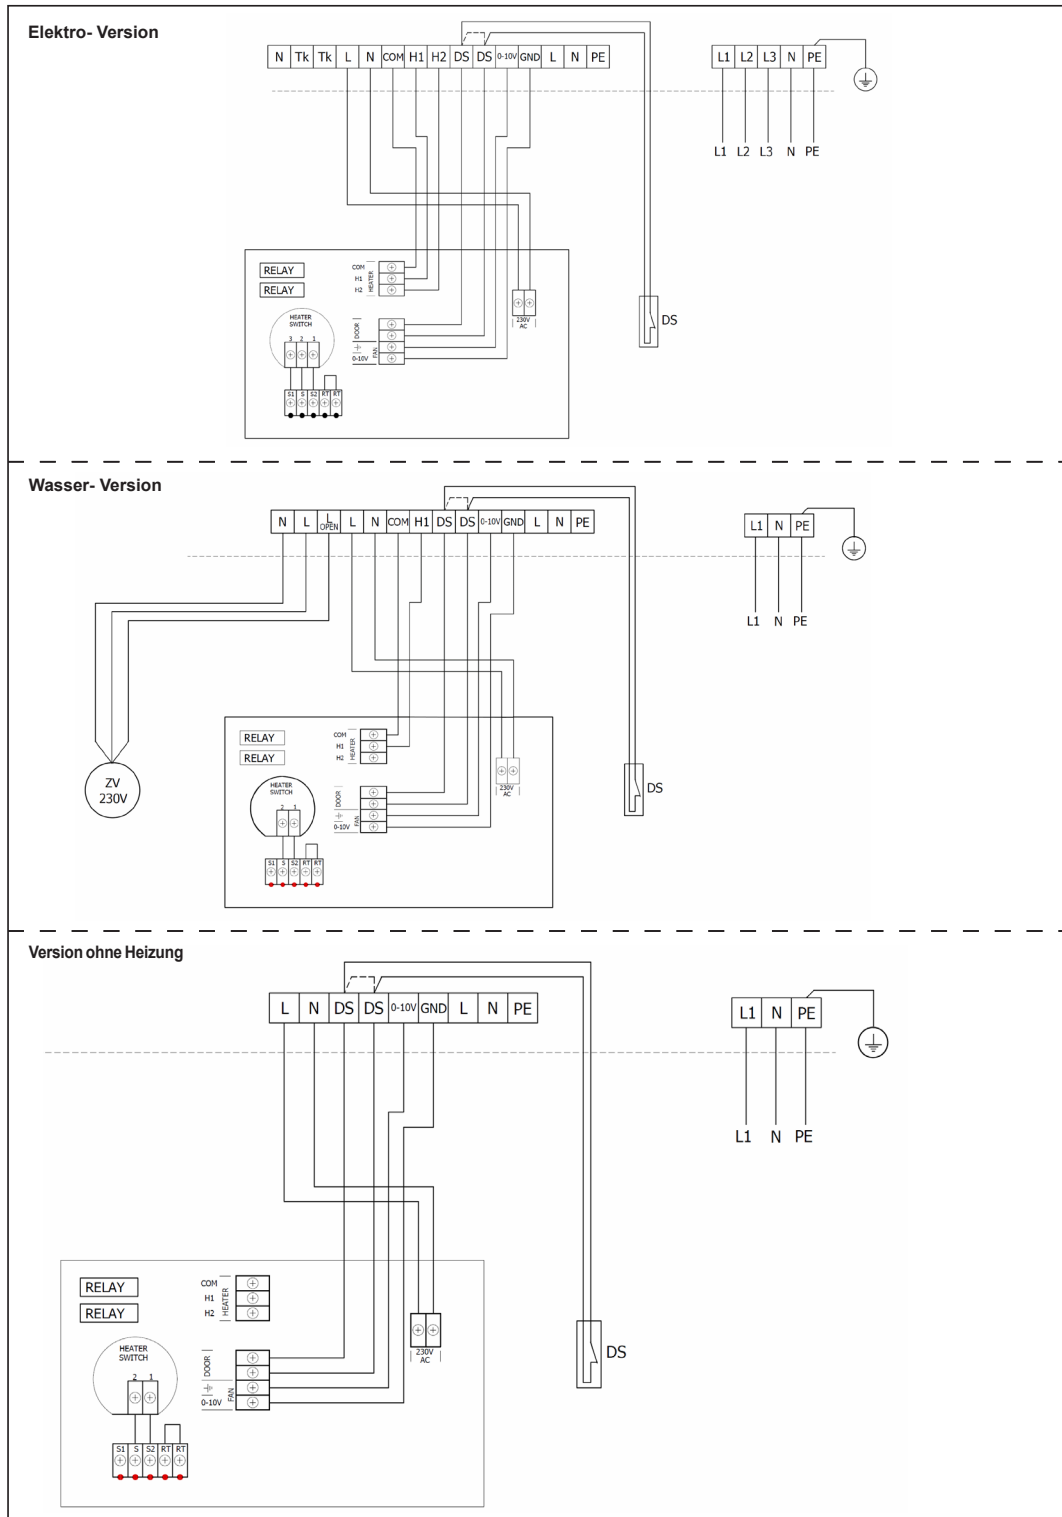 Elektro- Version
N Tk Tk L N COM H1 H2 DS DS 0-10V GND L N PE
L1 L2 L3 N PE
L1 L2 L3 N PE
RELAY
RELAY
COM
H1
H2
HEATER
HEATER
SWITCH
3 2 1
DOOR
FAN
0-10V
230V
AC
DS
S1 S S2 RT RT
Wasser- Version
N L L OPEN L N COM H1 DS DS 0-10V GND L N PE
L1 N PE
L1 N PE
RELAY
RELAY
COM
H1
H2
HEATER
HEATER
SWITCH
2 1
DOOR
FAN
0-10V
230V
AC
ZV
230V
DS
S1 S S2 RT RT
Version ohne Heizung
L N DS DS 0-10V GND L N PE
L1 N PE
L1 N PE
RELAY
RELAY
COM
H1
H2
HEATER
HEATER
SWITCH
2 1
DOOR
FAN
0-10V
230V
AC
DS
S1 S S2 RT RT